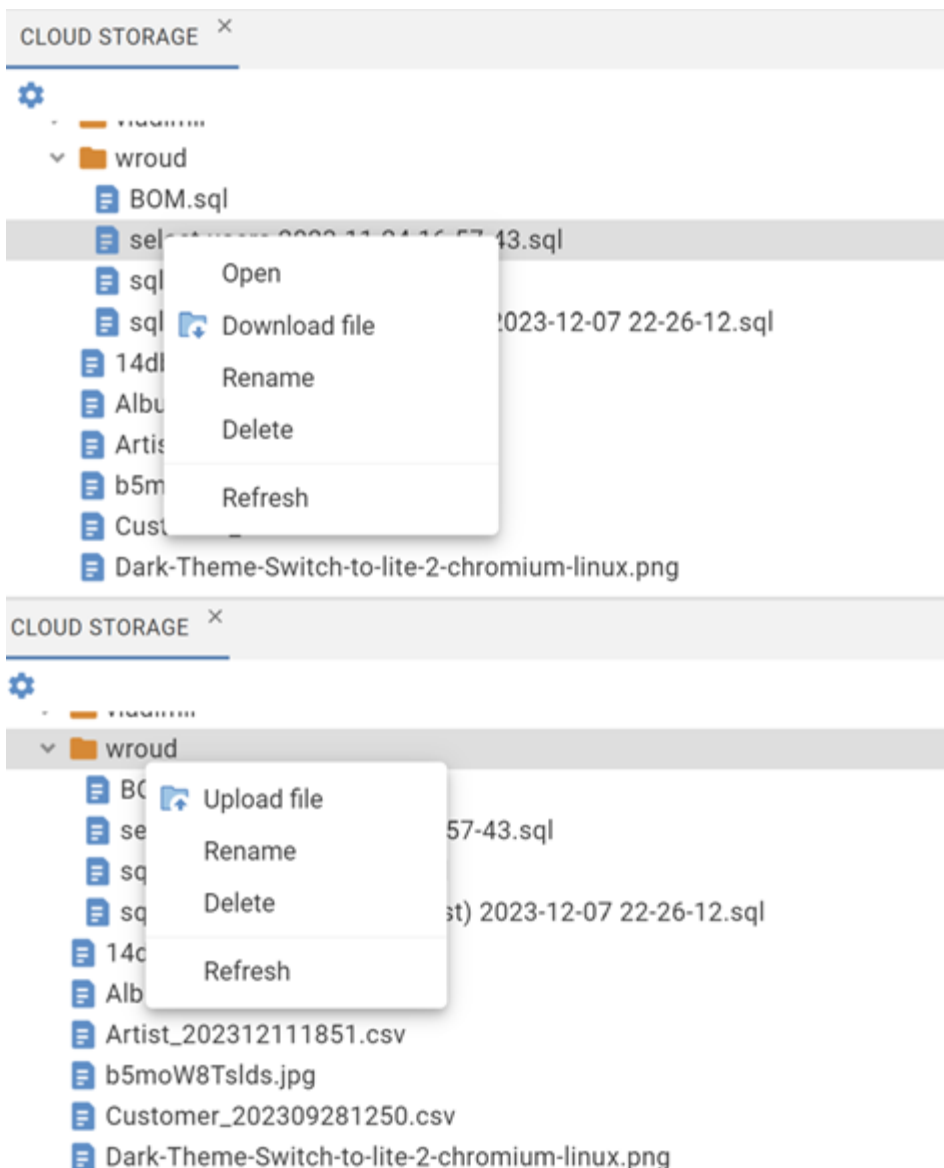 CLOUD STORAGE
wroud
BOM.sql
43.sql
Open
sql
Download file
sql 2023-12-07 22-26-12.sql
Rename
Delete
Refresh
Dark-Theme-Switch-to-lite-2-chromium-linux.png
CLOUD STORAGE
wroud
Upload file
57-43.sql
Rename
Delete
st) 2023-12-07 22-26-12.sql
Refresh
Artist_202312111851.csv
b5moW8Tslds.jpg
Customer_202309281250.csv
Dark-Theme-Switch-to-lite-2-chromium-linux.png